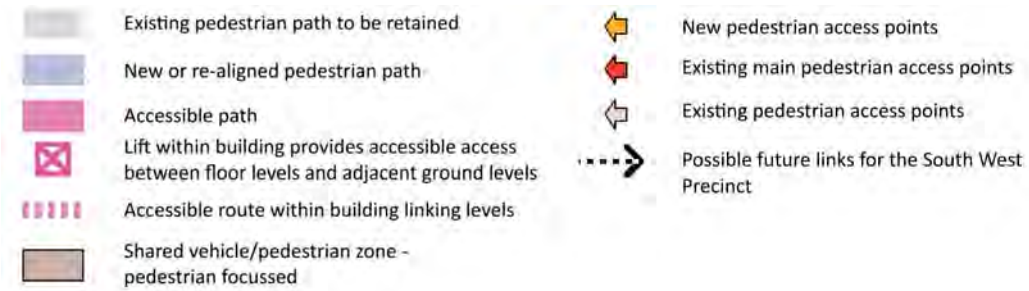 Existing pedestrian path to be retained
New or re-aligned pedestrian path
Accessible path
Lift within building provides accessible access
between floor levels and adjacent ground levels
Accessible route within building linking levels
Shared vehicle/pedestrian zone -
pedestrian focussed
New pedestrian access points
Existing main pedestrian access points
Existing pedestrian access points
Possible future links for the South West
Precinct